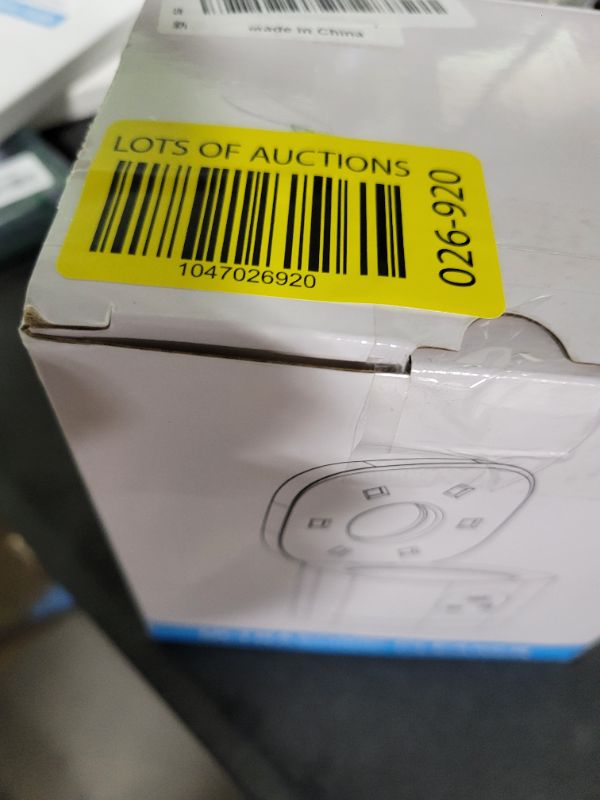 Made in China
LOTS OF AUCTIONS
1047026920
026-920